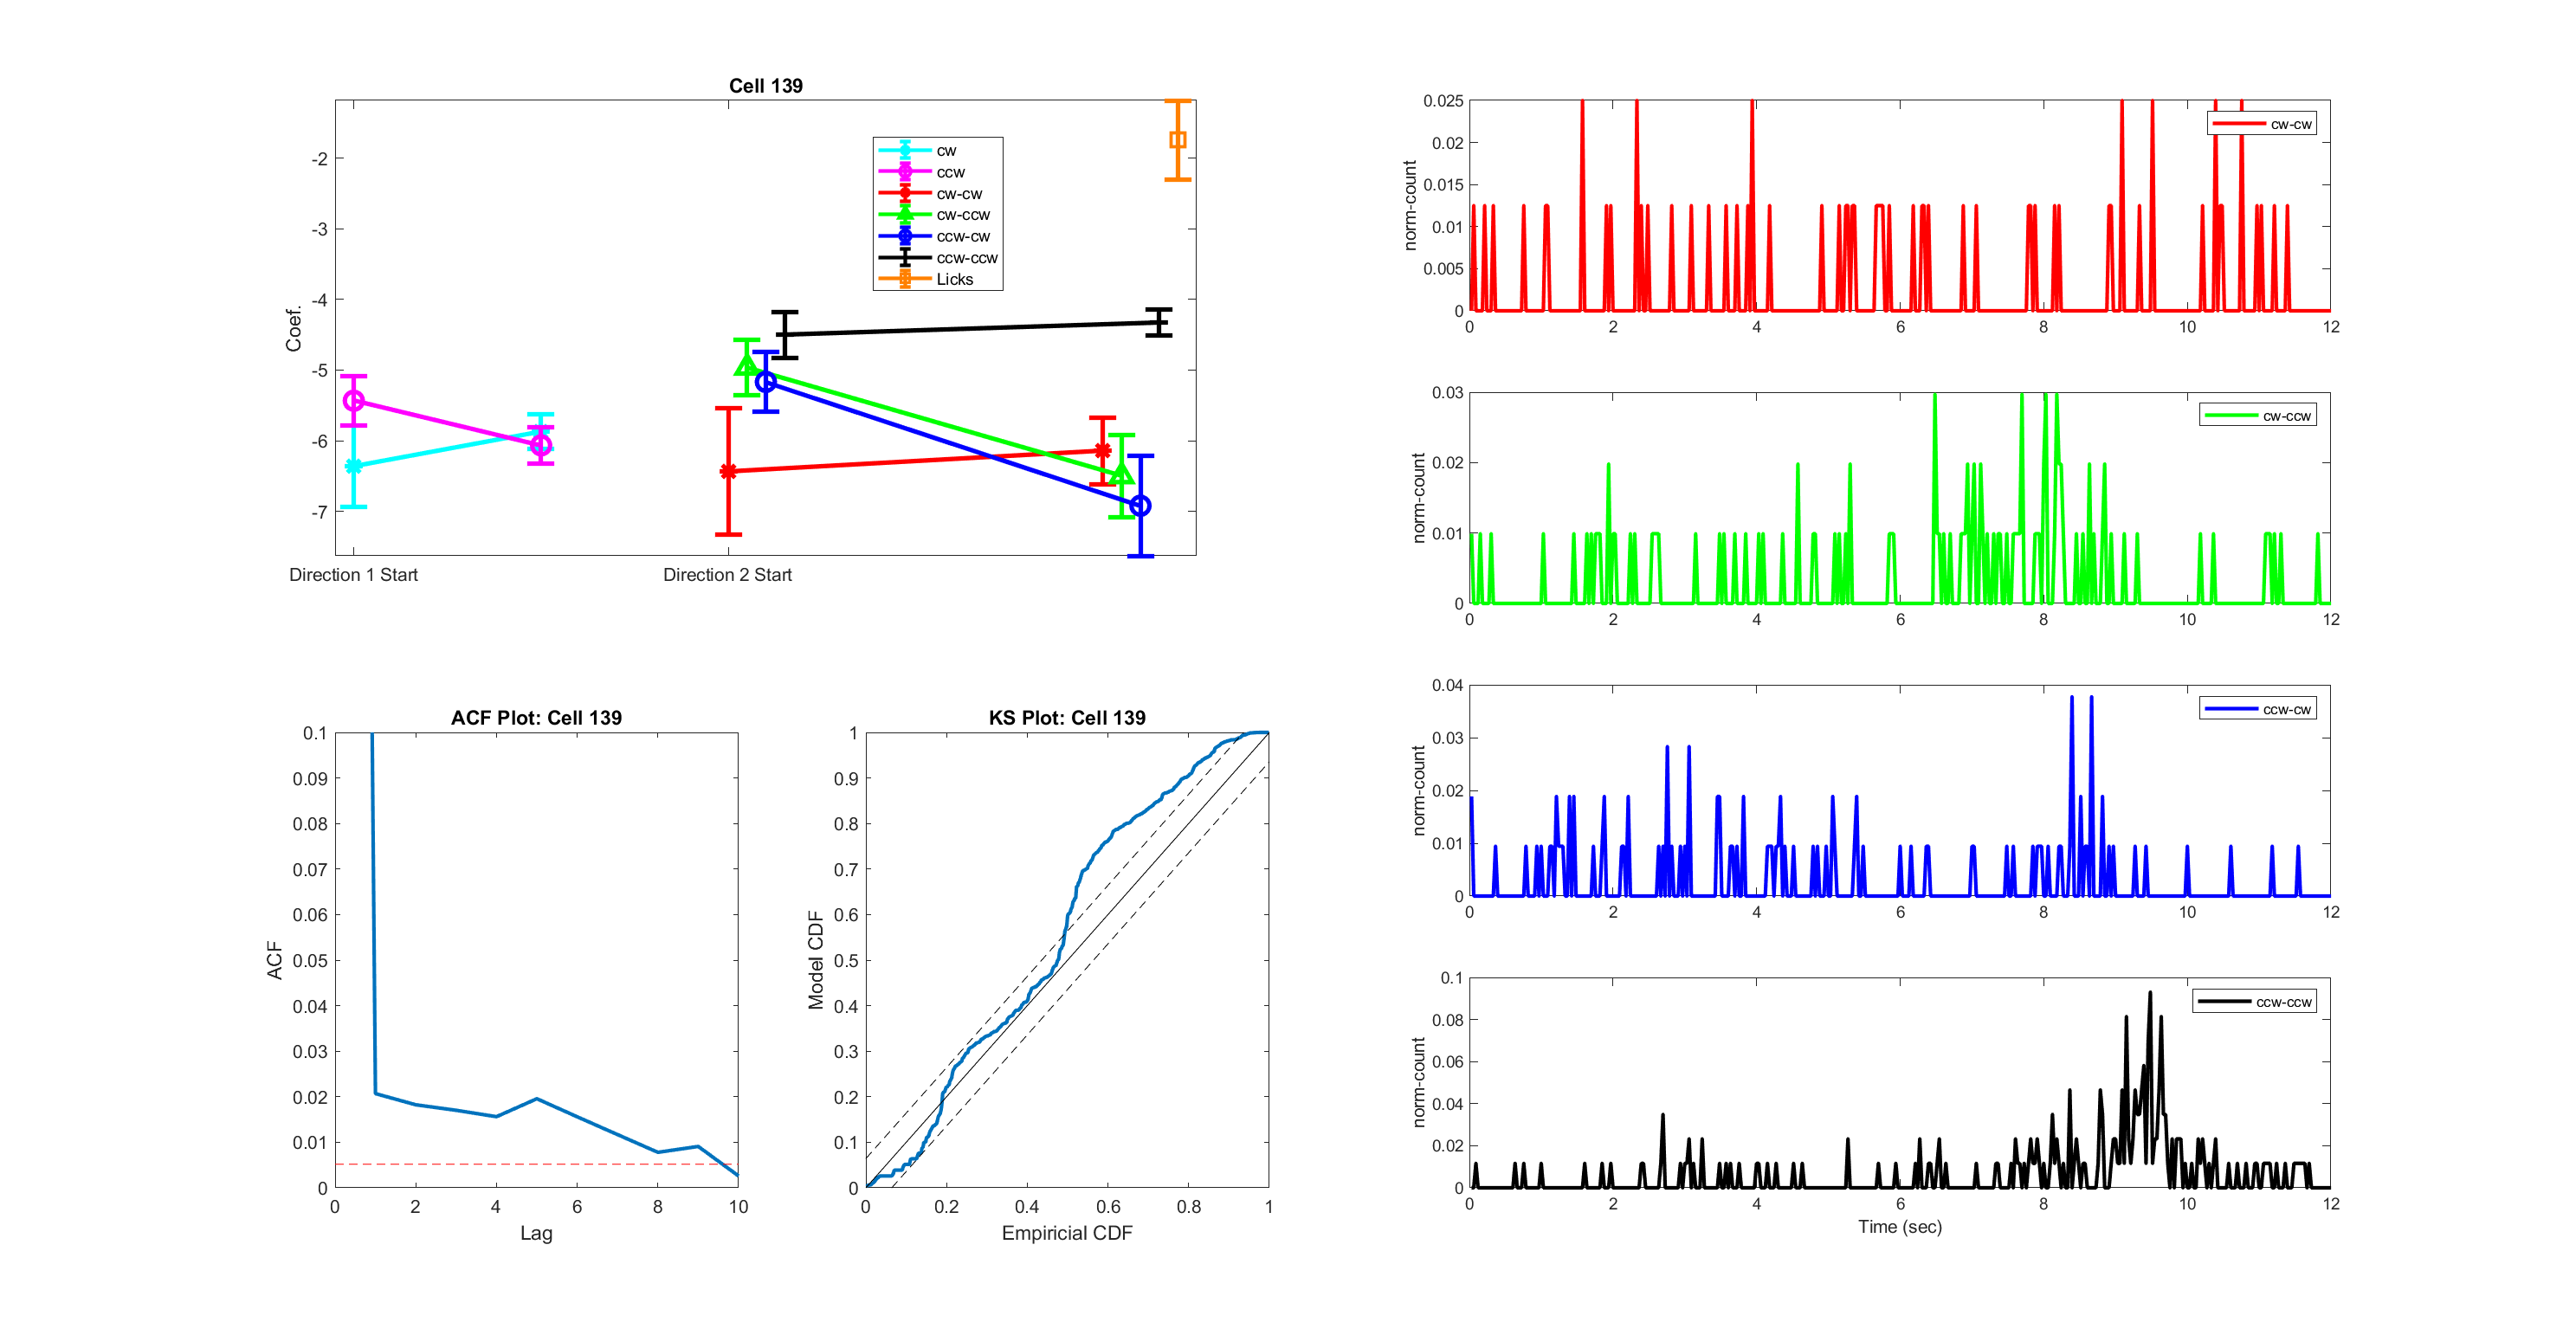 Cell 139
Coef.
-2
-3
-4
-5
-6
-7
Direction 1 Start
Direction 2 Start
cw
ccw
cw-cw
cw-ccw
ccw-cw
ccw-ccw
Licks
ACF Plot: Cell 139
ACF
0.1
0.09
0.08
0.07
0.06
0.05
0.04
0.03
0.02
0.01
0
0 2 4 6 8 10
Lag
KS Plot: Cell 139
Model CDF
1
0.9
0.8
0.7
0.6
0.5
0.4
0.3
0.2
0.1
0
0 0.2 0.4 0.6 0.8 1
Empiricial CDF
norm-count
0.025
0.02
0.015
0.01
0.005
0
0 2 4 6 8 10 12
cw-cw
norm-count
0.03
0.02
0.01
0
0 2 4 6 8 10 12
cw-ccw
norm-count
0.04
0.03
0.02
0.01
0
0 2 4 6 8 10 12
ccw-cw
norm-count
0.1
0.08
0.06
0.04
0.02
0
0 2 4 6 8 10 12
ccw-ccw
Time (sec)